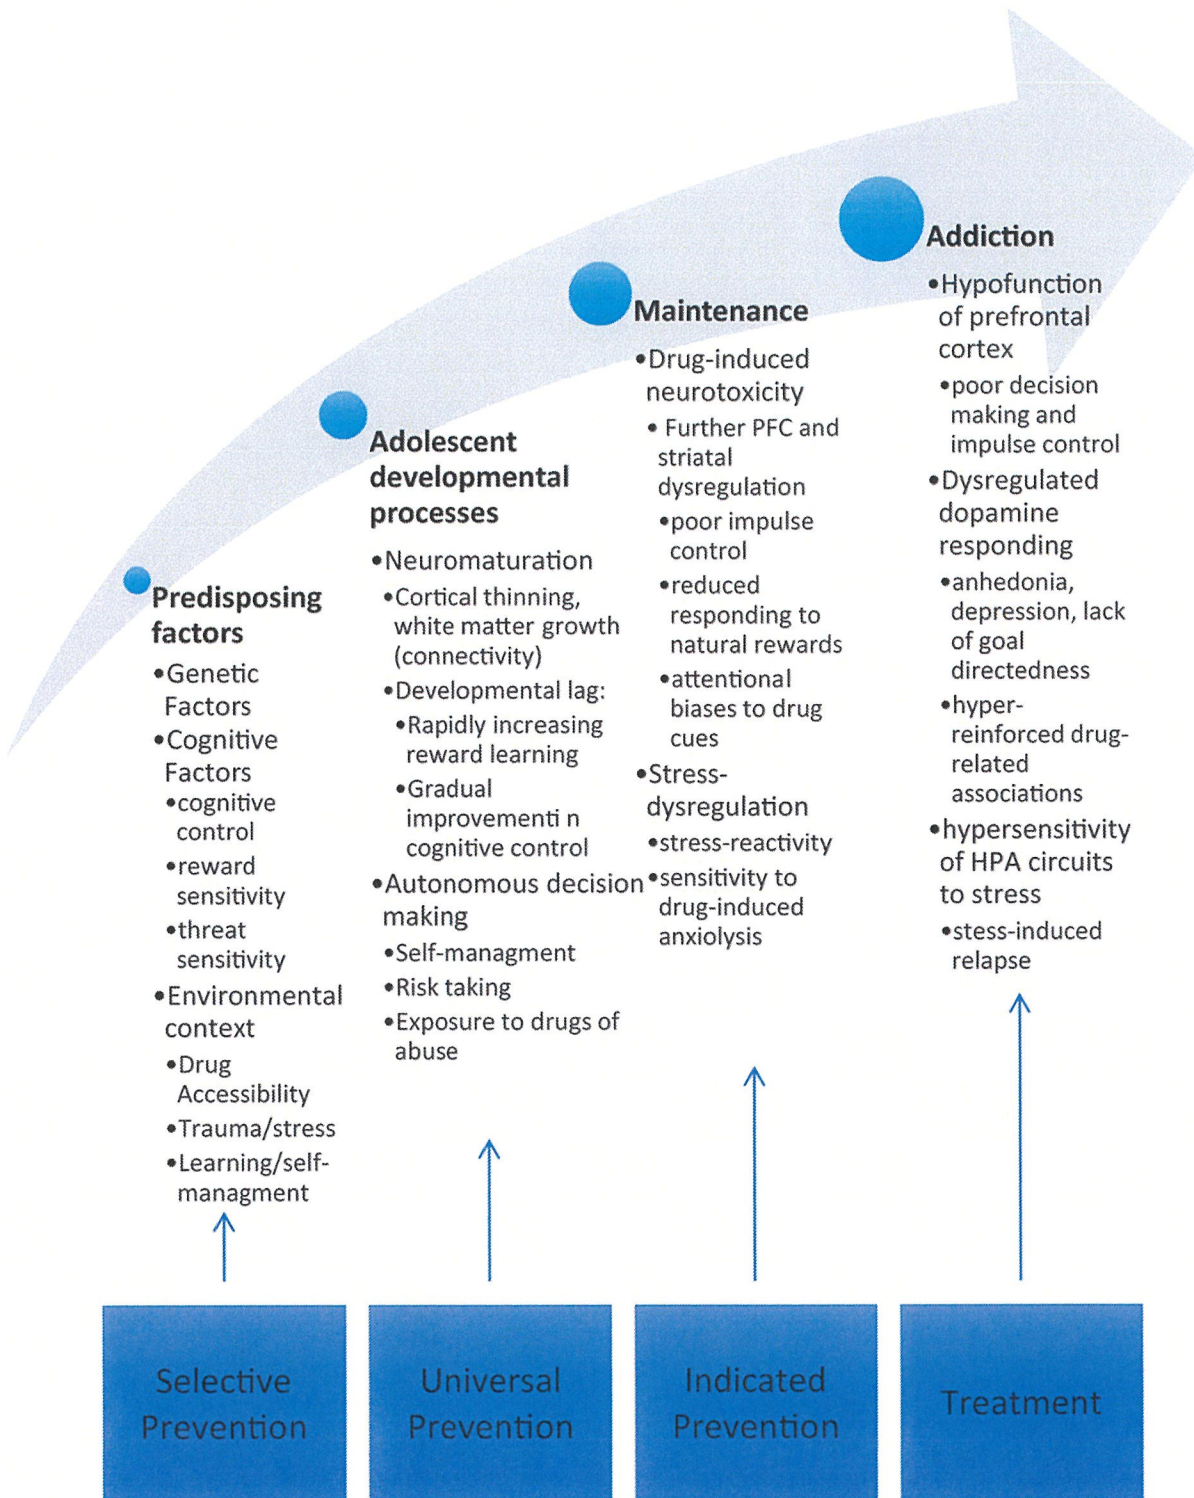 Predisposing
factors
•Genetic
Factors
•Cognitive
Factors
•cognitive
control
•reward
sensitivity
•threat
sensitivity
•Environmental
context
•Drug
Accessibility
•Trauma/stress
•Learning/self-
managment
Adolescent
developmental
processes
•Neuromaturation
•Cortical thinning,
white matter growth
(connectivity)
•Developmental lag:
•Rapidly increasing
reward learning
•Gradual
improvementi n
cognitive control
•Autonomous decision
making
•Self-managment
•Risk taking
•Exposure to drugs of
abuse
Maintenance
•Drug-induced
neurotoxicity
• Further PFC and
striatal
dysregulation
•poor impulse
control
•reduced
responding to
natural rewards
•attentional
biases to drug
cues
•Stress-
dysregulation
•stress-reactivity
•sensitivity to
drug-induced
anxiolysis
Addiction
•Hypofunction
of prefrontal
cortex
•poor decision
making and
impulse control
•Dysregulated
dopamine
responding
•anhedonia,
depression, lack
of goal
directedness
•hyper-
reinforced drug-
related
associations
•hypersensitivity
of HPA circuits
to stress
•stess-induced
relapse
Selective
Prevention
Universal
Prevention
Indicated
Prevention
Treatment